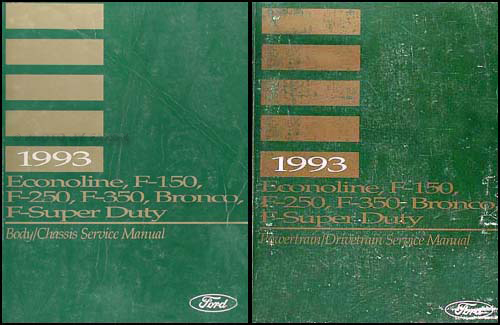 1993
Econoline, F-150,
F-250, F-350, Bronco,
F-Super Duty
Body/Chassis Service Manual
Ford
1993
Econoline, F-150,
F-250, F-350, Bronco,
F-Super Duty
Powertrain/Drivetrain Service Manual
Ford